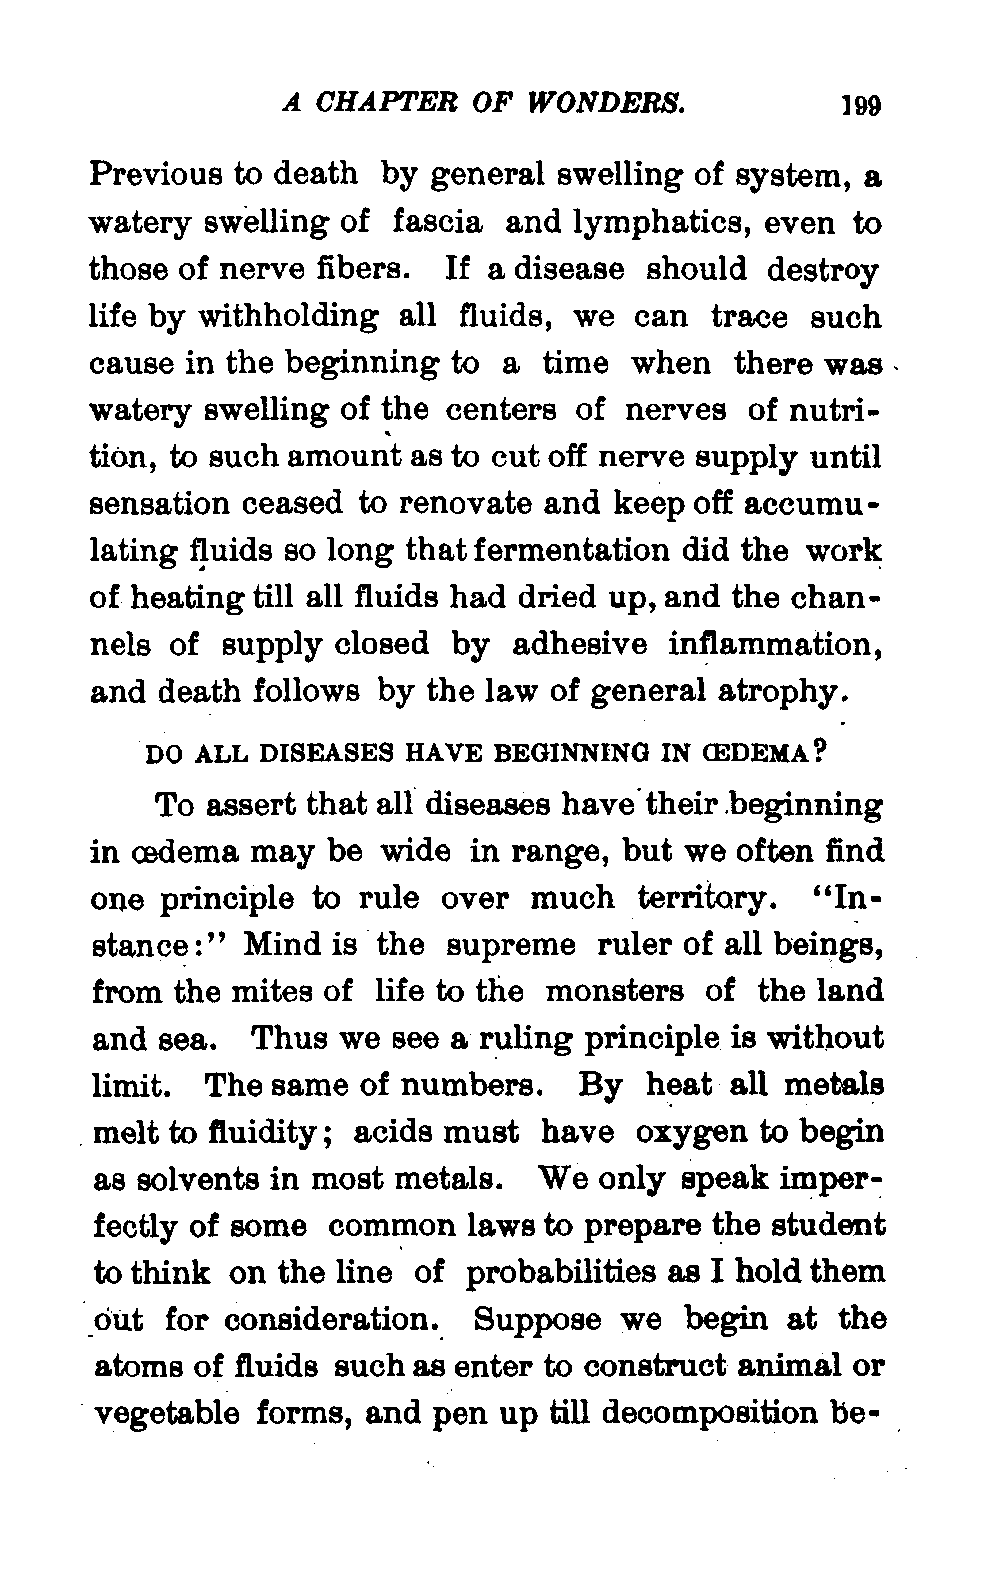 A CHAPTER OF WONDERS. 199
Previous to death by general swelling of system, a
watery swelling of fascia and lymphatics, even to
those of nerve fibers. If a disease should destroy
life by withholding all fluids, we can trace such
cause in the beginning to a time when there was
watery swelling of the centers of nerves of nutri-
tion, to such amount as to cut off nerve supply until
sensation ceased to renovate and keep off accumu-
lating fluids so long that fermentation did the work
of heating till all fluids had dried up, and the chan-
nels of supply closed by adhesive inflammation,
and death follows by the law of general atrophy.
DO ALL DISEASES HAVE BEGINNING IN ŒDEMA?
To assert that all diseases have their beginning
in œdema may be wide in range, but we often find
one principle to rule over much territory. "In-
stance:" Mind is the supreme ruler of all beings,
from the mites of life to the monsters of the land
and sea. Thus we see a ruling principle is without
limit. The same of numbers. By heat all metals
melt to fluidity; acids must have oxygen to begin
as solvents in most metals. We only speak imper-
fectly of some common laws to prepare the student
to think on the line of probabilities as I hold them
out for consideration. Suppose we begin at the
atoms of fluids such as enter to construct animal or
vegetable forms, and pen up till decomposition be-